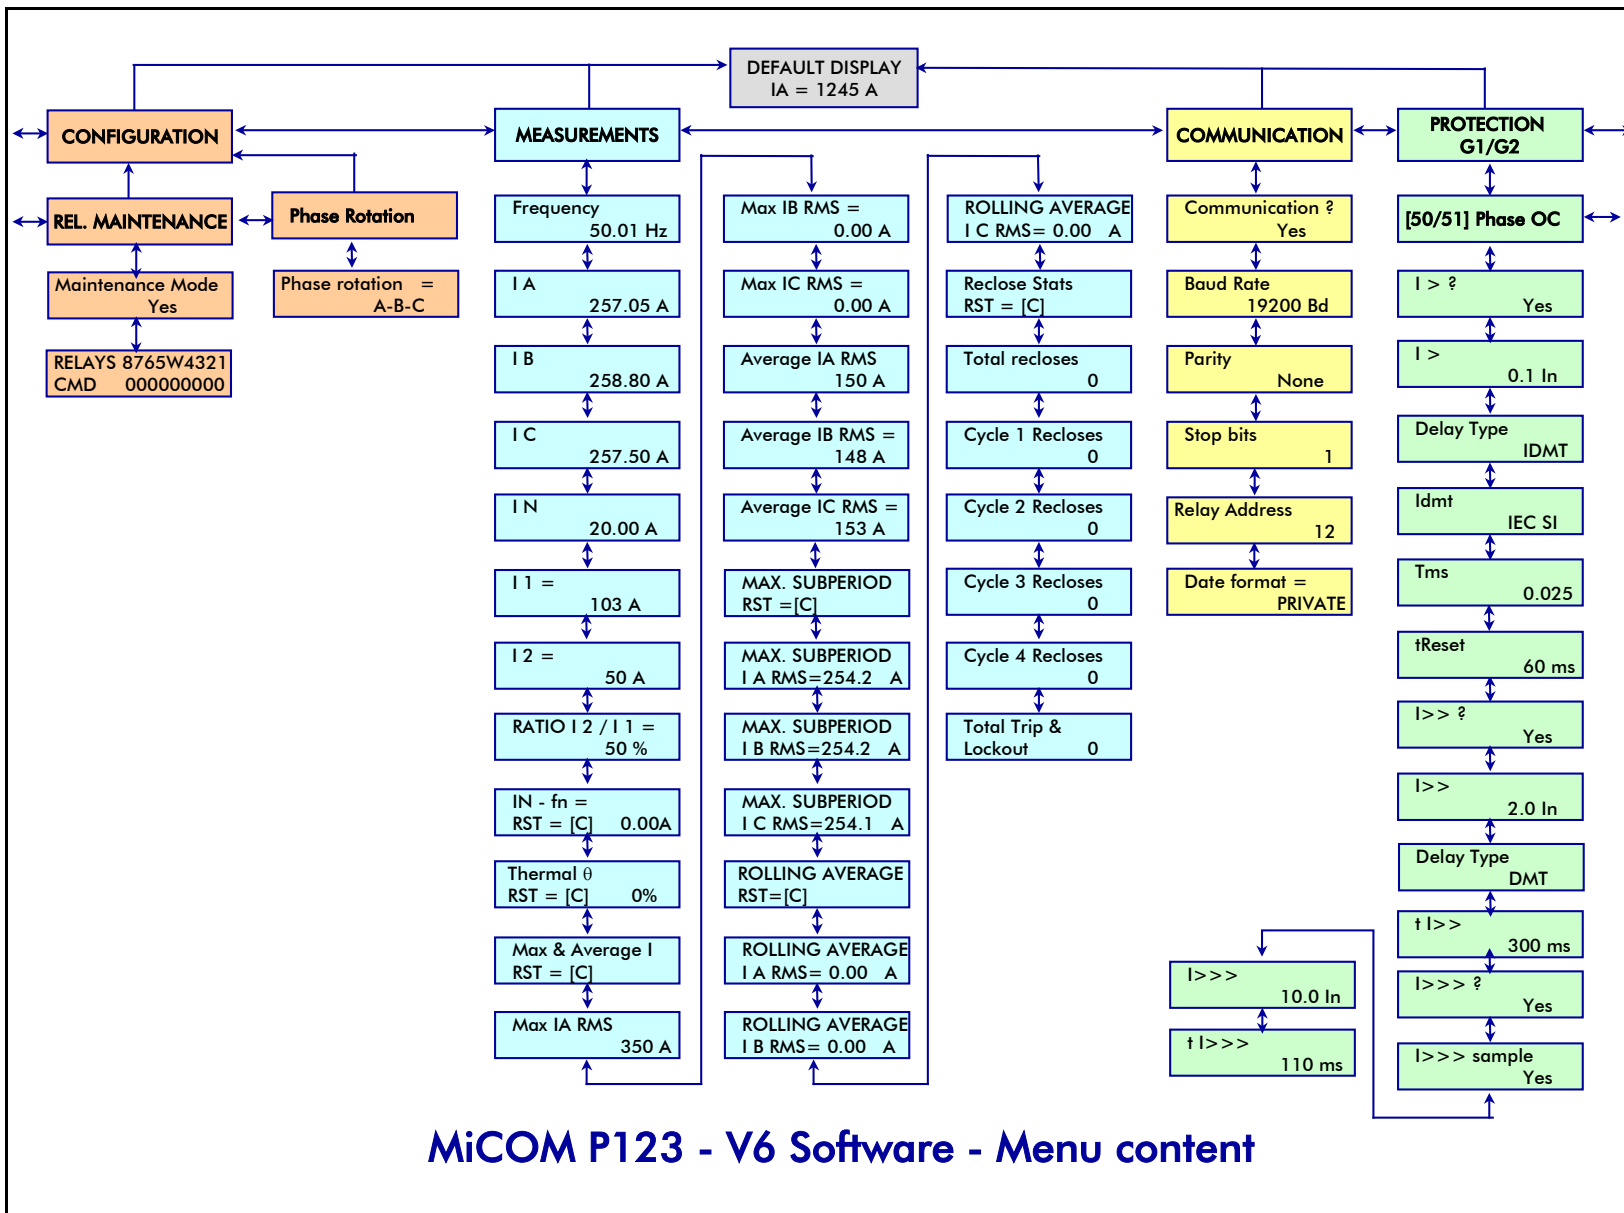 DEFAULT DISPLAY
IA = 1245 A
CONFIGURATION
MEASUREMENTS
COMMUNICATION
PROTECTION
G1/G2
REL. MAINTENANCE
Phase Rotation
Maintenance Mode
Yes
Phase rotation =
A-B-C
RELAYS 8765W4321
CMD 000000000
Frequency
50.01 Hz
I A
257.05 A
I B
258.80 A
I C
257.50 A
I N
20.00 A
I 1 =
103 A
I 2 =
50 A
RATIO I 2 / I 1 =
50 %
IN - fn =
RST = [C] 0.00A
Thermal θ
RST = [C] 0%
Max & Average I
RST = [C]
Max IA RMS
350 A
Max IB RMS =
0.00 A
Max IC RMS =
0.00 A
Average IA RMS
150 A
Average IB RMS =
148 A
Average IC RMS =
153 A
MAX. SUBPERIOD
RST =[C]
MAX. SUBPERIOD
I A RMS=254.2 A
MAX. SUBPERIOD
I B RMS=254.2 A
MAX. SUBPERIOD
I C RMS=254.1 A
ROLLING AVERAGE
RST=[C]
ROLLING AVERAGE
I A RMS= 0.00 A
ROLLING AVERAGE
I B RMS= 0.00 A
ROLLING AVERAGE
I C RMS= 0.00 A
Reclose Stats
RST = [C]
Total recloses
0
Cycle 1 Recloses
0
Cycle 2 Recloses
0
Cycle 3 Recloses
0
Cycle 4 Recloses
0
Total Trip &
Lockout 0
Communication ?
Yes
Baud Rate
19200 Bd
Parity
None
Stop bits
1
Relay Address
12
Date format =
PRIVATE
[50/51] Phase OC
I > ?
Yes
I >
0.1 In
Delay Type
IDMT
Idmt
IEC SI
Tms
0.025
tReset
60 ms
I>> ?
Yes
I>>
2.0 In
Delay Type
DMT
t I>>
300 ms
I>>> ?
Yes
I>>> sample
Yes
I>>>
10.0 In
t I>>>
110 ms
MiCOM P123 - V6 Software - Menu content